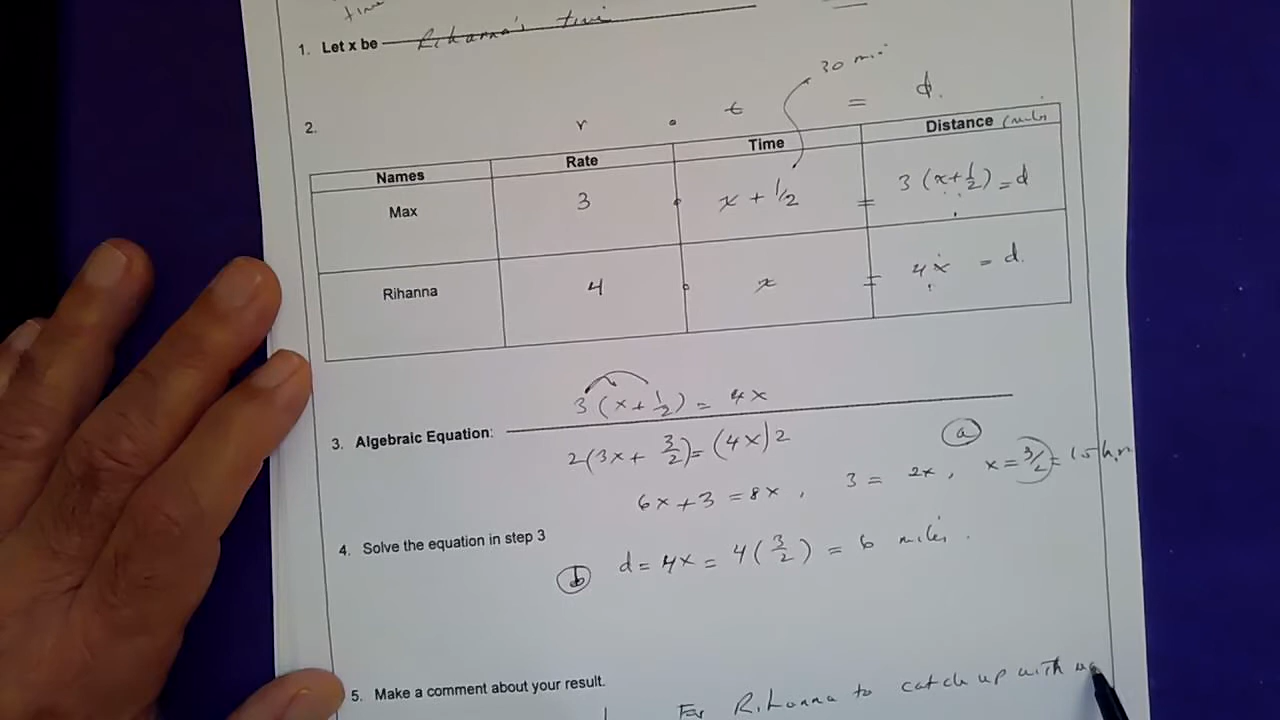 time
1. Let x be Rihanna's time
30 min
2.
r • t = d.
Names Rate Time Distance (miles
Max 3 • x + 1/2 = 3 (x + 1/2) = d
Rihanna 4 • x = 4x = d.
3 (x + 1/2) = 4x
3. Algebraic Equation:
2(3x + 3/2) = (4x) 2
(a)
6x + 3 = 8x , 3 = 2x , x = 3/2 = 1.5 hr
4. Solve the equation in step 3
(b) d = 4x = 4 (3/2) = 6 miles .
5. Make a comment about your result.
For Rihanna to catch up with